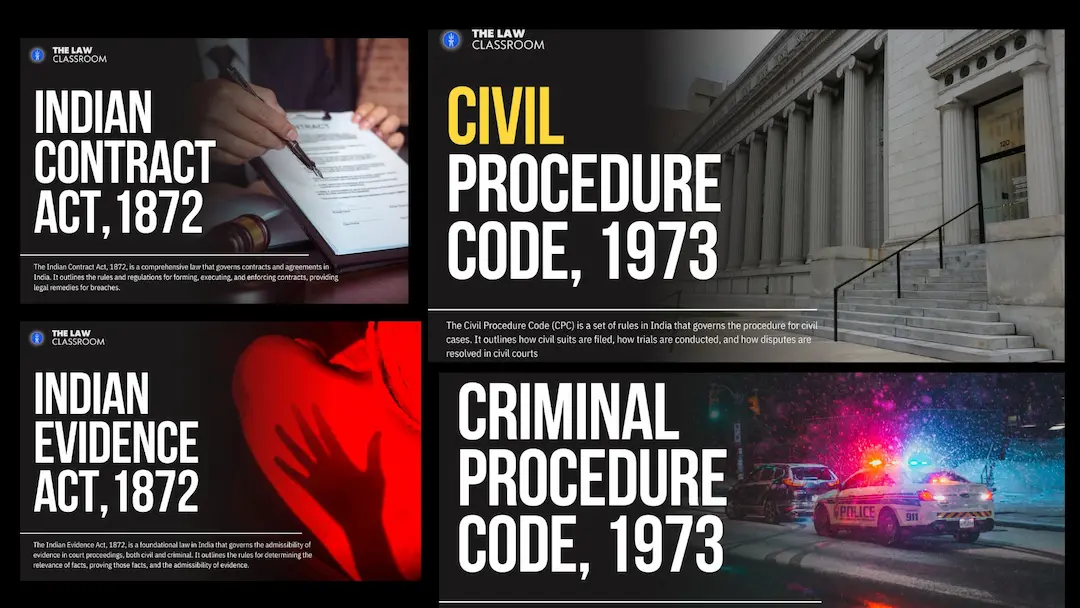 THE LAW
CLASSROOM
INDIAN
CONTRACT
ACT, 1872
The Indian Contract Act, 1872, is a comprehensive law that governs contracts and agreements in
India. It outlines the rules and regulations for forming, executing, and enforcing contracts, providing
legal remedies for breaches.
CONTRACT
THE LAW
CLASSROOM
CIVIL
PROCEDURE
CODE, 1973
The Civil Procedure Code (CPC) is a set of rules in India that governs the procedure for civil
cases. It outlines how civil suits are filed, how trials are conducted, and how disputes are
resolved in civil courts
THE LAW
CLASSROOM
INDIAN
EVIDENCE
ACT, 1872
The Indian Evidence Act, 1872, is a foundational law in India that governs the admissibility of
evidence in court proceedings, both civil and criminal. It outlines the rules for determining the
relevance of facts, proving those facts, and the admissibility of evidence.
CRIMINAL
PROCEDURE
CODE, 1973
POLICE
911